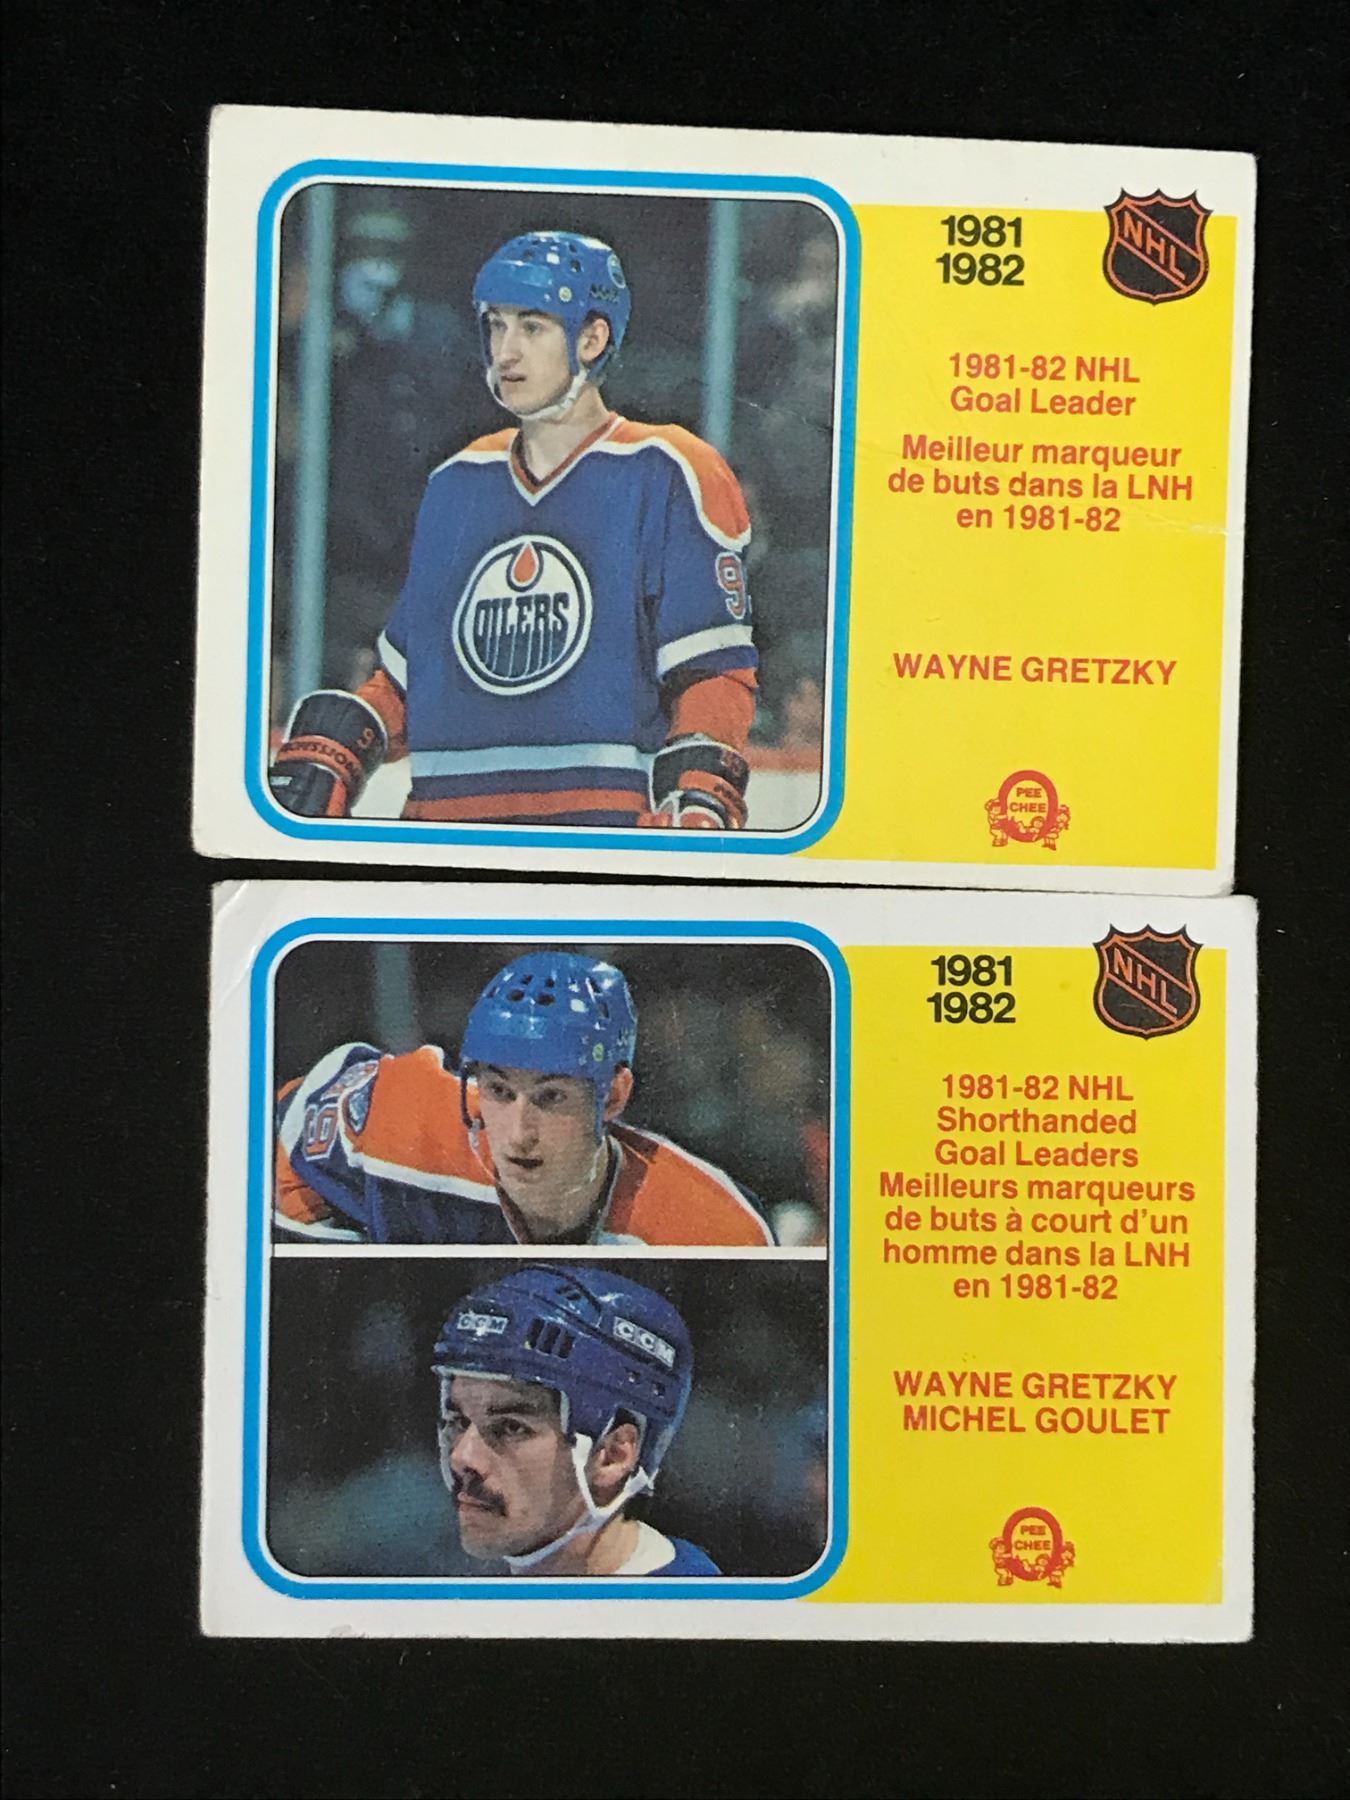 1981
1982
NHL
1981-82 NHL
Goal Leader
Meilleur marqueur
de buts dans la LNH
en 1981-82
WAYNE GRETZKY
PEE
CHEE
OILERS
9
1981
1982
NHL
1981-82 NHL
Shorthanded
Goal Leaders
Meilleurs marqueurs
de buts à court d'un
homme dans la LNH
en 1981-82
WAYNE GRETZKY
MICHEL GOULET
PEE
CHEE
99
CCM
CCM